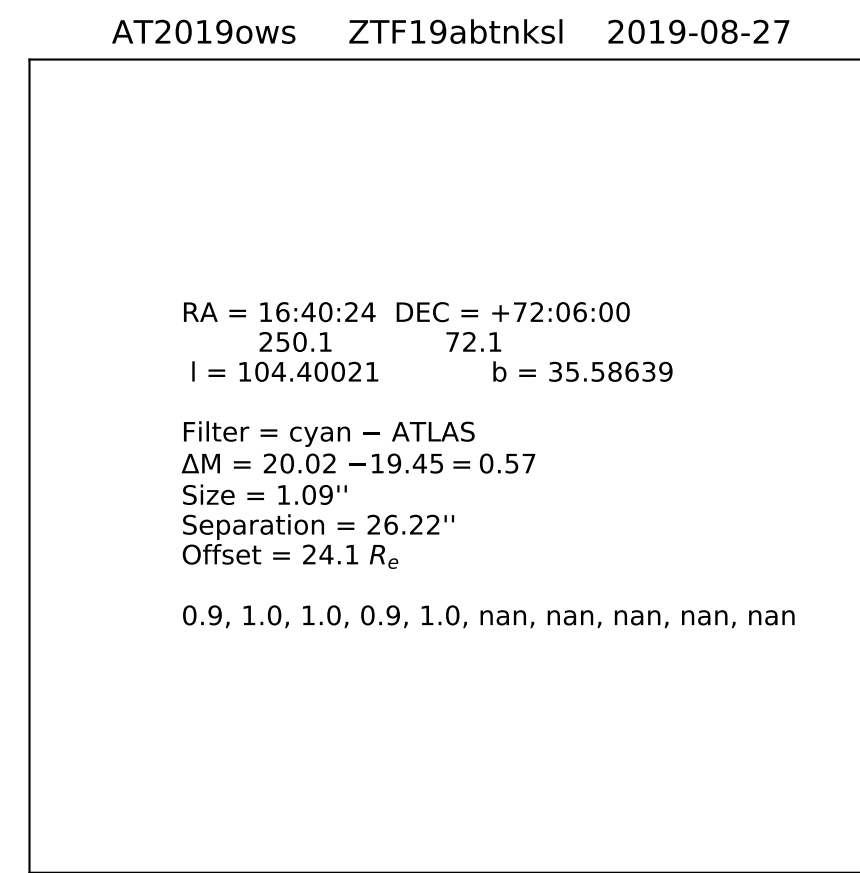 AT2019ows ZTF19abtnksl 2019-08-27
RA = 16:40:24 DEC = +72:06:00
250.1 72.1
l = 104.40021 b = 35.58639
Filter = cyan − ATLAS
ΔM = 20.02 −19.45 = 0.57
Size = 1.09''
Separation = 26.22''
Offset = 24.1 Re
0.9, 1.0, 1.0, 0.9, 1.0, nan, nan, nan, nan, nan